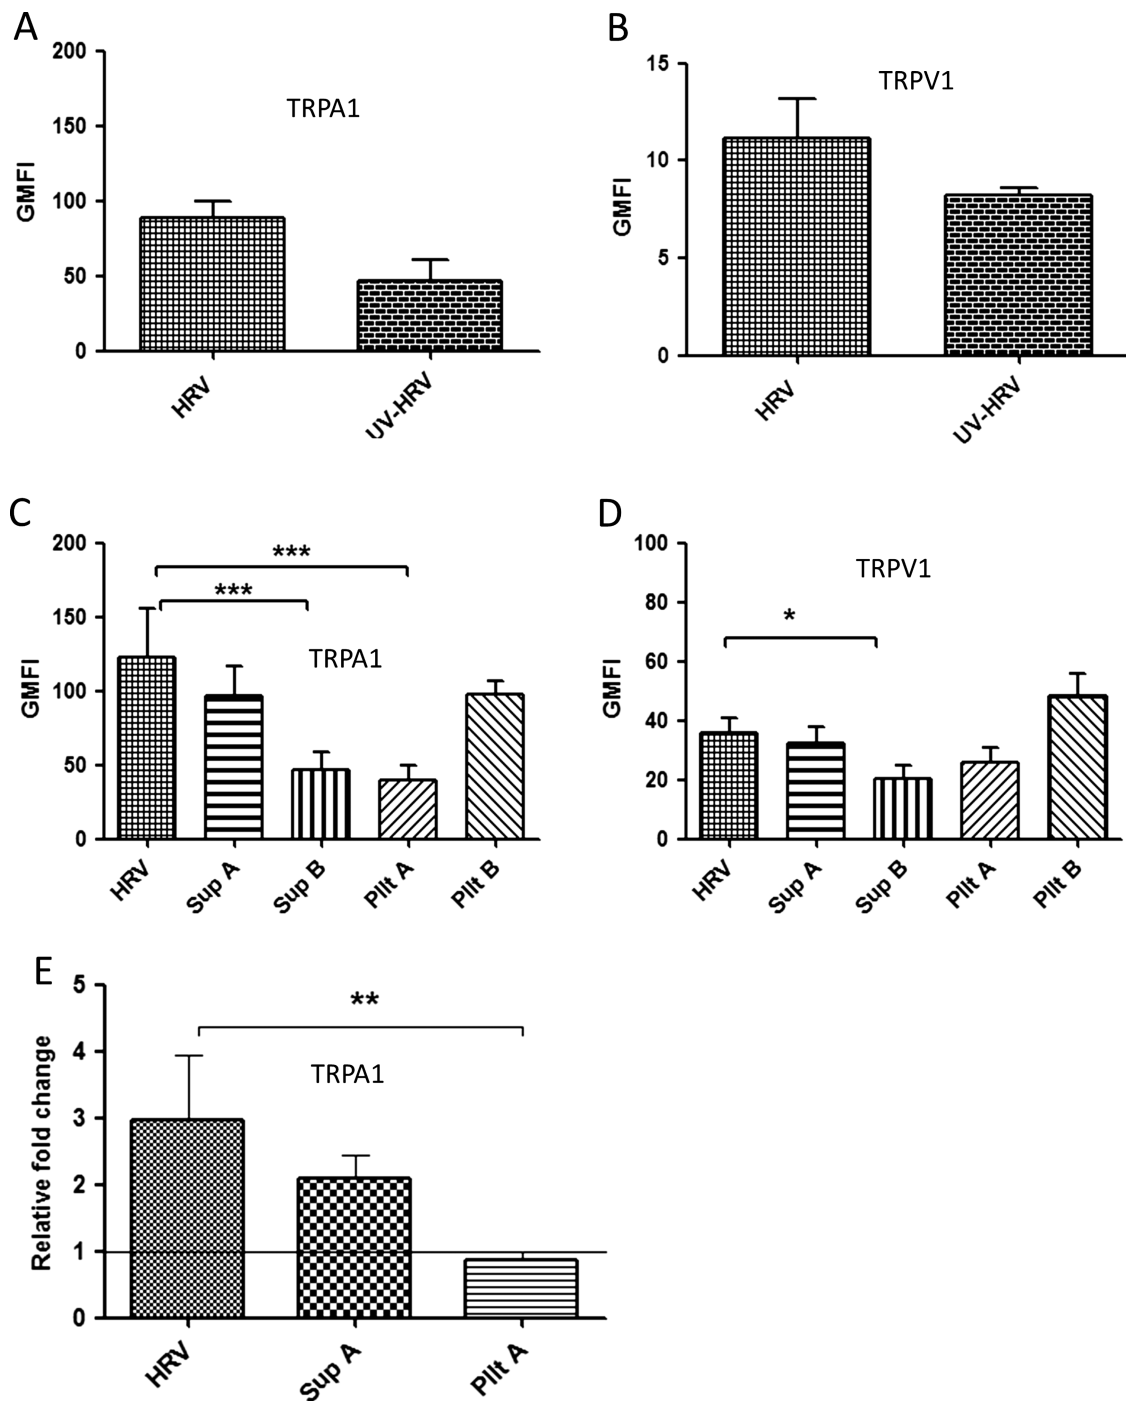 A
200
150
100
50
0
GMFI
TRPA1
HRV
UV-HRV
B
15
10
5
0
GMFI
TRPV1
HRV
UV-HRV
C
200
150
100
50
0
GMFI
***
***
TRPA1
HRV
Sup A
Sup B
Pllt A
Pllt B
D
100
80
60
40
20
0
GMFI
TRPV1
*
HRV
Sup A
Sup B
Pllt A
Pllt B
E
5
4
3
2
1
0
Relative fold change
**
TRPA1
HRV
Sup A
Pllt A